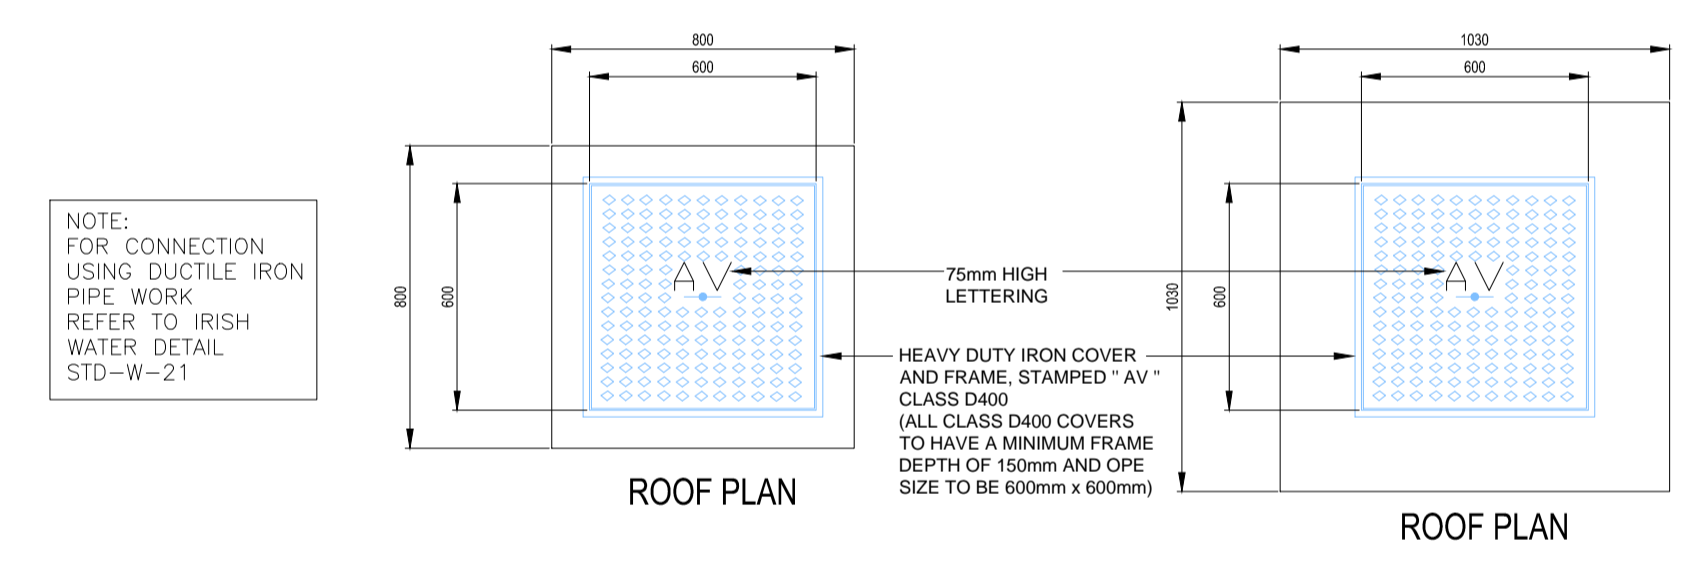 NOTE:
FOR CONNECTION
USING DUCTILE IRON
PIPE WORK
REFER TO IRISH
WATER DETAIL
STD-W-21
800
600
800
600
AV
ROOF PLAN
75mm HIGH
LETTERING
HEAVY DUTY IRON COVER
AND FRAME, STAMPED " AV "
CLASS D400
(ALL CLASS D400 COVERS
TO HAVE A MINIMUM FRAME
DEPTH OF 150mm AND OPE
SIZE TO BE 600mm x 600mm)
1030
600
1030
600
AV
ROOF PLAN